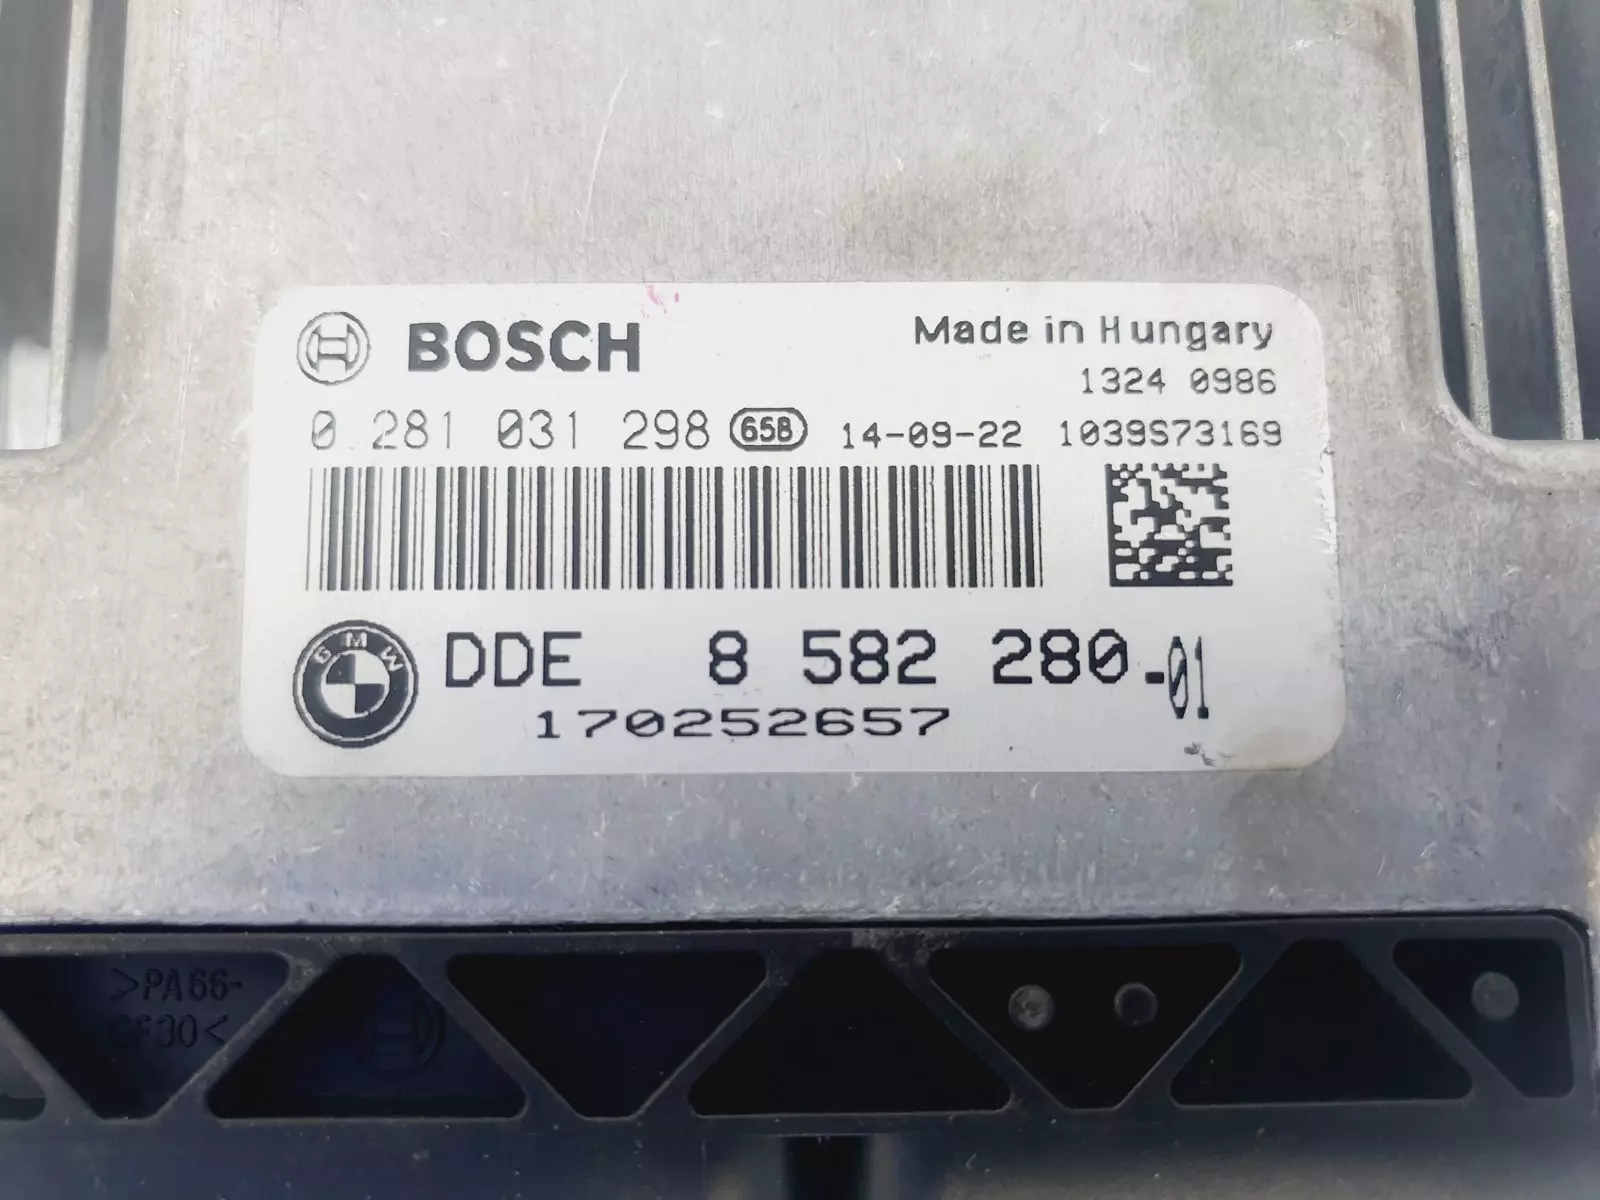 BOSCH
Made in Hungary
1324 0986
0 281 031 298 65B 14-09-22 1039S73169
BMW
DDE 8 582 280-01
170252657
>PA66-
GF30<